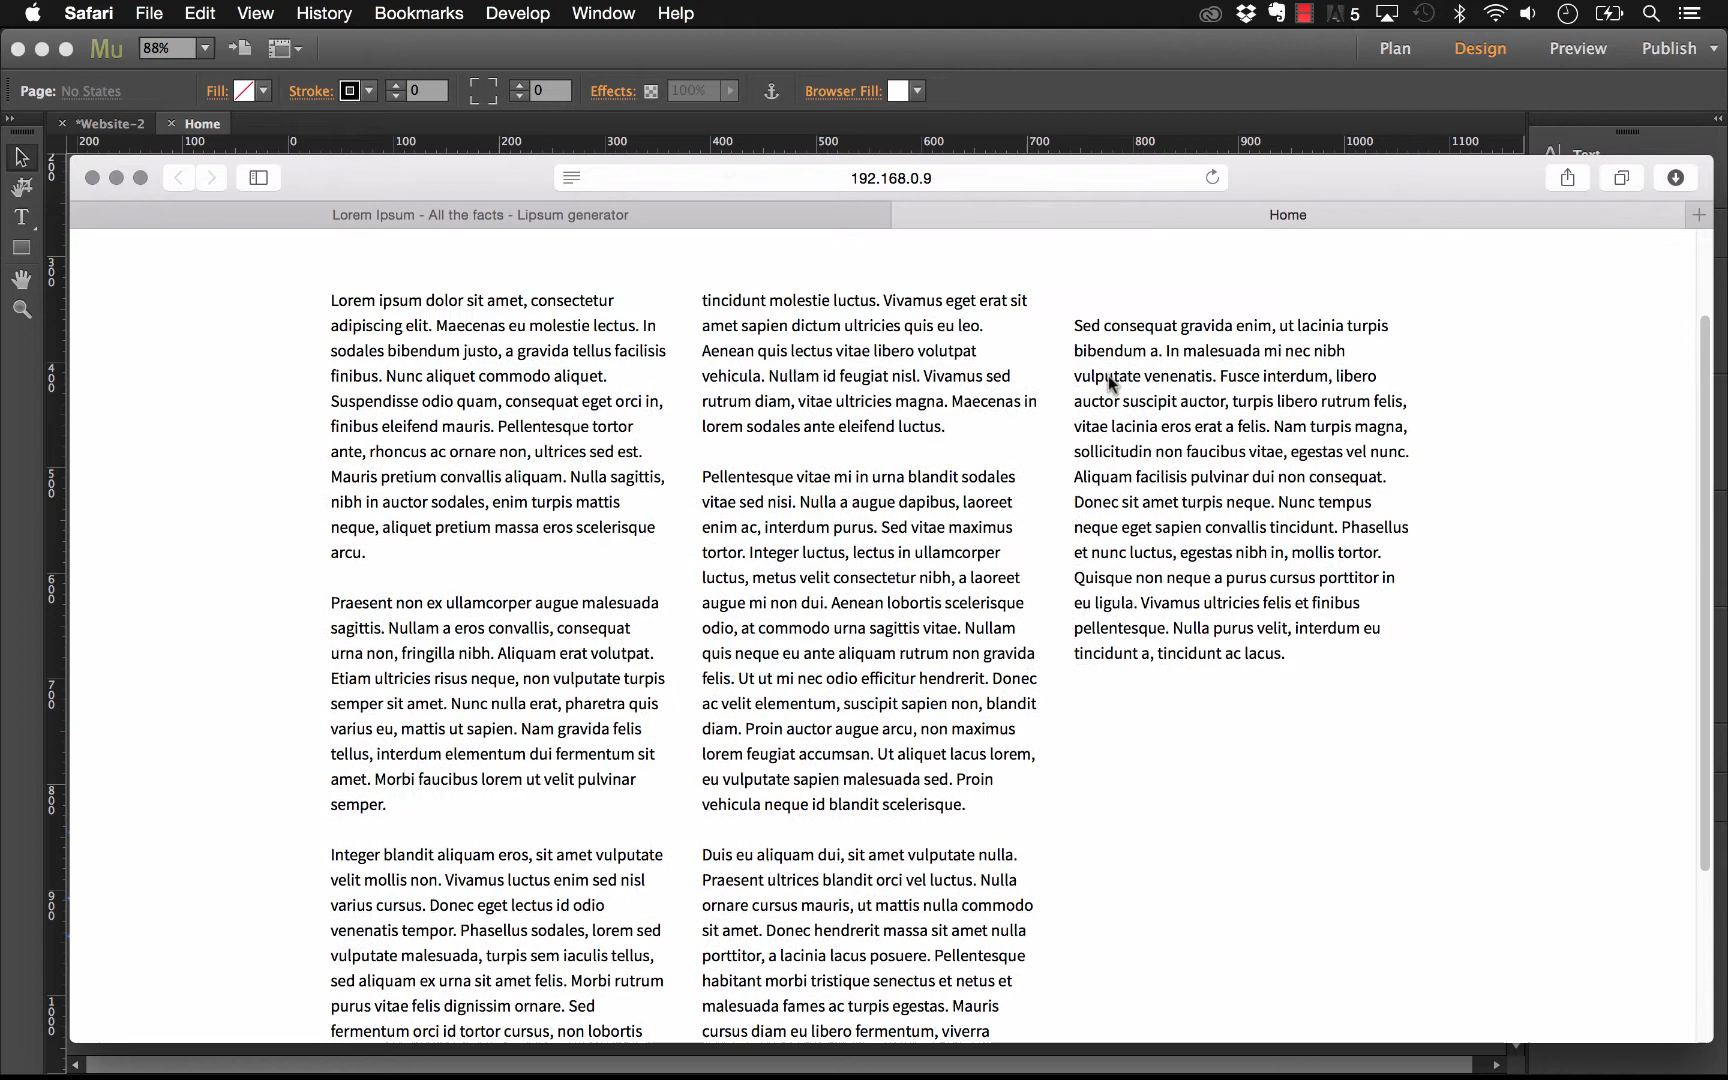 Safari File Edit View History Bookmarks Develop Window Help 5
Mu 88% Plan Design Preview Publish
Page: No States Fill: Stroke: 0 0 Effects: 100% Browser Fill:
*Website-2 Home
200 100 0 100 200 300 400 500 600 700 800 900 1000 1100
192.168.0.9
Lorem Ipsum - All the facts - Lipsum generator
Home
Lorem ipsum dolor sit amet, consectetur
adipiscing elit. Maecenas eu molestie lectus. In
sodales bibendum justo, a gravida tellus facilisis
finibus. Nunc aliquet commodo aliquet.
Suspendisse odio quam, consequat eget orci in,
finibus eleifend mauris. Pellentesque tortor
ante, rhoncus ac ornare non, ultrices sed est.
Mauris pretium convallis aliquam. Nulla sagittis,
nibh in auctor sodales, enim turpis mattis
neque, aliquet pretium massa eros scelerisque
arcu.
Praesent non ex ullamcorper augue malesuada
sagittis. Nullam a eros convallis, consequat
urna non, fringilla nibh. Aliquam erat volutpat.
Etiam ultricies risus neque, non vulputate turpis
semper sit amet. Nunc nulla erat, pharetra quis
varius eu, mattis ut sapien. Nam gravida felis
tellus, interdum elementum dui fermentum sit
amet. Morbi faucibus lorem ut velit pulvinar
semper.
Integer blandit aliquam eros, sit amet vulputate
velit mollis non. Vivamus luctus enim sed nisl
varius cursus. Donec eget lectus id odio
venenatis tempor. Phasellus sodales, lorem sed
vulputate malesuada, turpis sem iaculis tellus,
sed aliquam ex urna sit amet felis. Morbi rutrum
purus vitae felis dignissim ornare. Sed
fermentum orci id tortor cursus, non lobortis
tincidunt molestie luctus. Vivamus eget erat sit
amet sapien dictum ultricies quis eu leo.
Aenean quis lectus vitae libero volutpat
vehicula. Nullam id feugiat nisl. Vivamus sed
rutrum diam, vitae ultricies magna. Maecenas in
lorem sodales ante eleifend luctus.
Pellentesque vitae mi in urna blandit sodales
vitae sed nisi. Nulla a augue dapibus, laoreet
enim ac, interdum purus. Sed vitae maximus
tortor. Integer luctus, lectus in ullamcorper
luctus, metus velit consectetur nibh, a laoreet
augue mi non dui. Aenean lobortis scelerisque
odio, at commodo urna sagittis vitae. Nullam
quis neque eu ante aliquam rutrum non gravida
felis. Ut ut mi nec odio efficitur hendrerit. Donec
ac velit elementum, suscipit sapien non, blandit
diam. Proin auctor augue arcu, non maximus
lorem feugiat accumsan. Ut aliquet lacus lorem,
eu vulputate sapien malesuada sed. Proin
vehicula neque id blandit scelerisque.
Duis eu aliquam dui, sit amet vulputate nulla.
Praesent ultrices blandit orci vel luctus. Nulla
ornare cursus mauris, ut mattis nulla commodo
sit amet. Donec hendrerit massa sit amet nulla
porttitor, a lacinia lacus posuere. Pellentesque
habitant morbi tristique senectus et netus et
malesuada fames ac turpis egestas. Mauris
cursus diam eu libero fermentum, viverra
Sed consequat gravida enim, ut lacinia turpis
bibendum a. In malesuada mi nec nibh
vulputate venenatis. Fusce interdum, libero
auctor suscipit auctor, turpis libero rutrum felis,
vitae lacinia eros erat a felis. Nam turpis magna,
sollicitudin non faucibus vitae, egestas vel nunc.
Aliquam facilisis pulvinar dui non consequat.
Donec sit amet turpis neque. Nunc tempus
neque eget sapien convallis tincidunt. Phasellus
et nunc luctus, egestas nibh in, mollis tortor.
Quisque non neque a purus cursus porttitor in
eu ligula. Vivamus ultricies felis et finibus
pellentesque. Nulla purus velit, interdum eu
tincidunt a, tincidunt ac lacus.